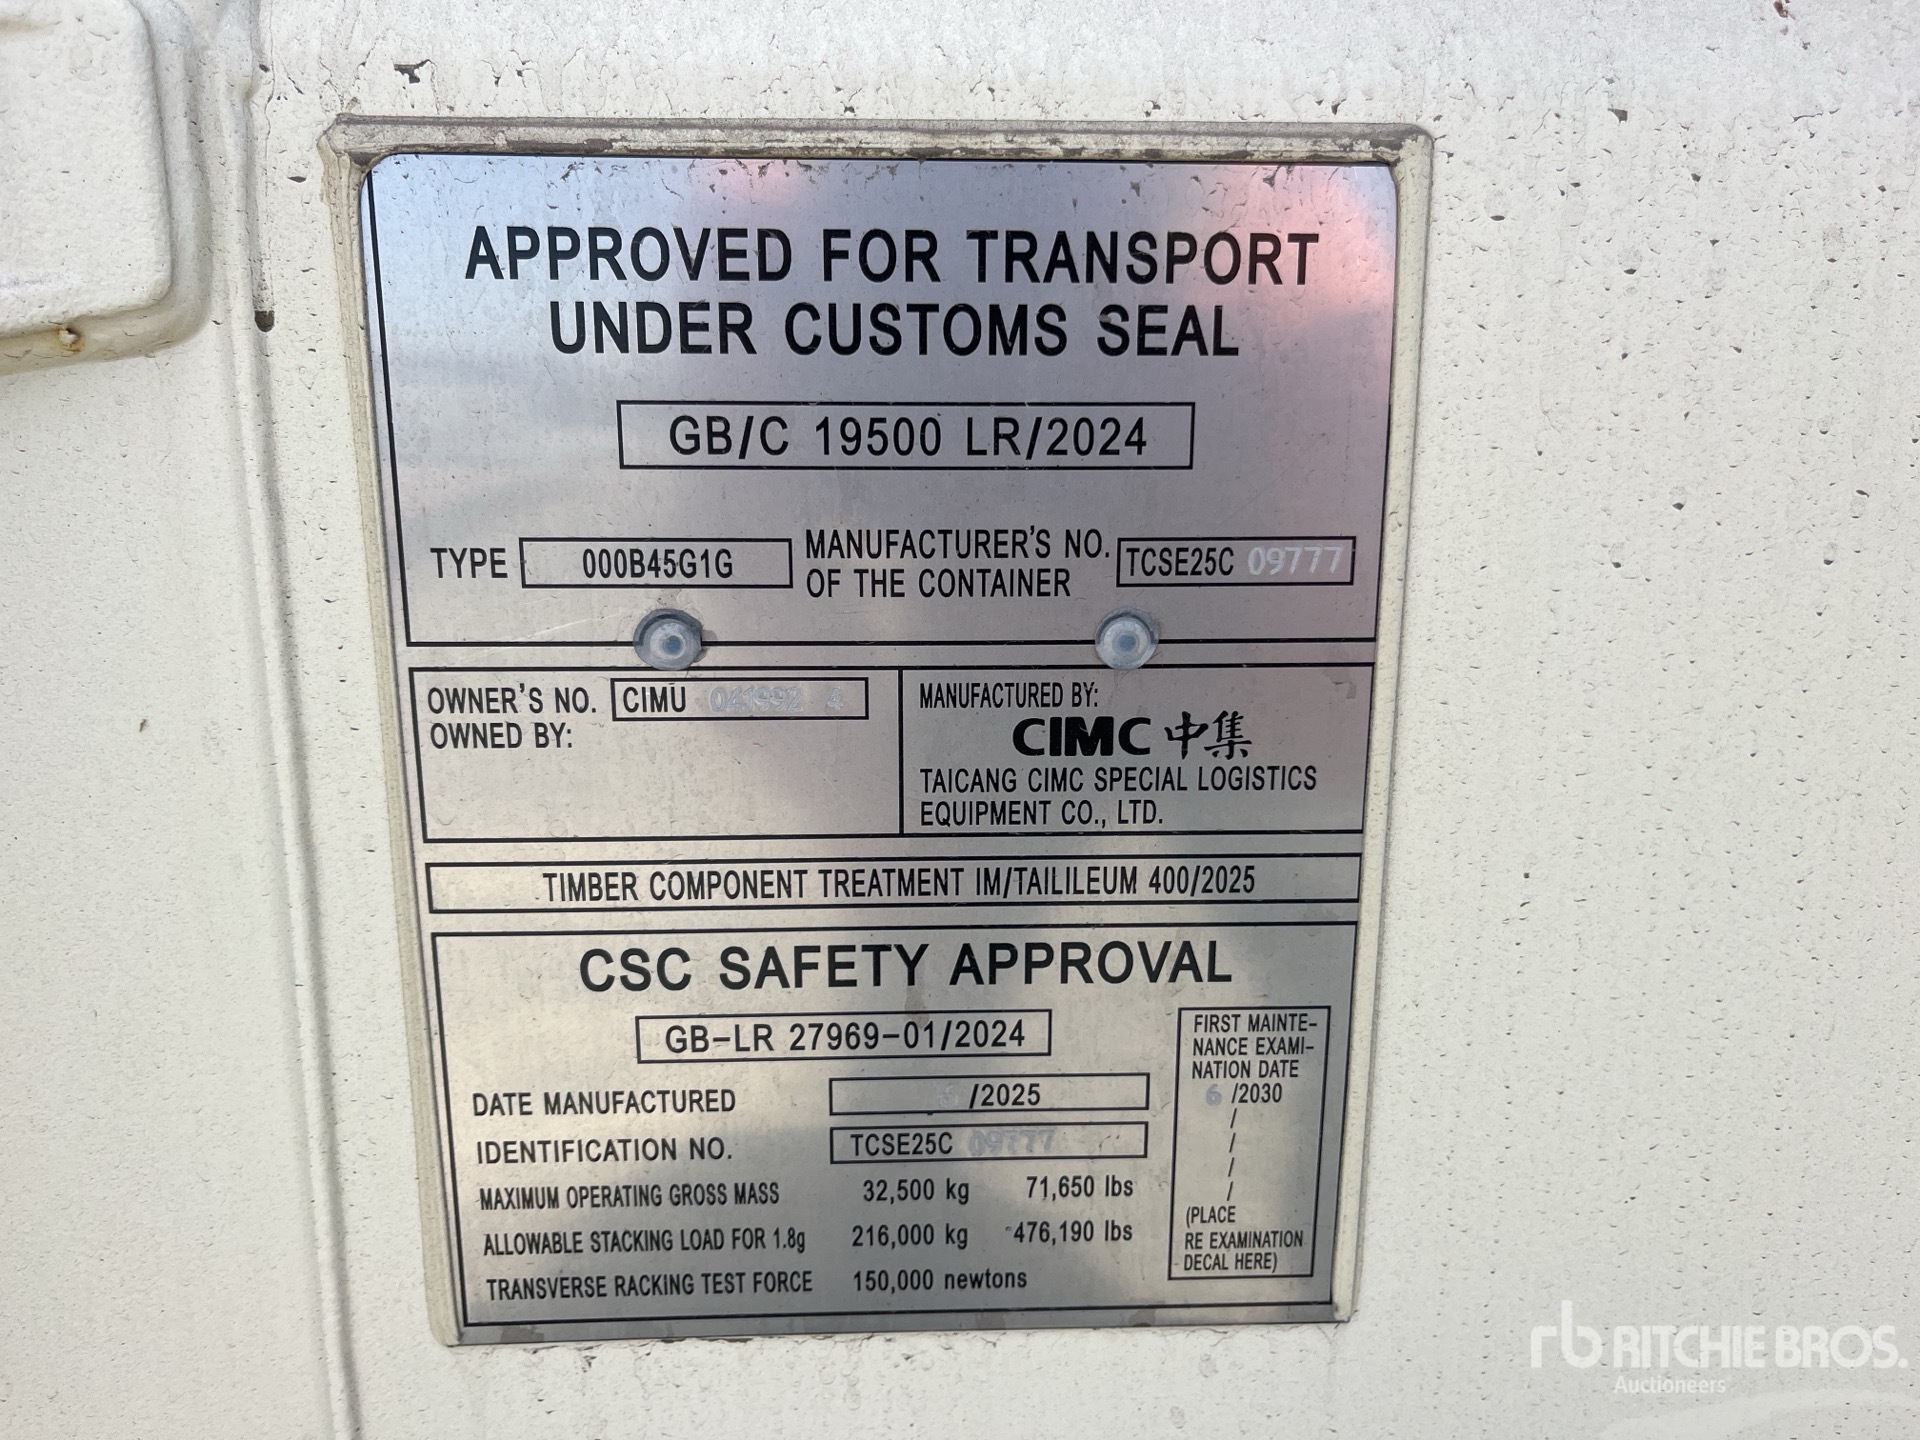 APPROVED FOR TRANSPORT
UNDER CUSTOMS SEAL
GB/C 19500 LR/2024
TYPE 000B45G1G MANUFACTURER'S NO. OF THE CONTAINER TCSE25C 09777
OWNER'S NO. CIMU 041992 4
OWNED BY:
MANUFACTURED BY:
CIMC 中集
TAICANG CIMC SPECIAL LOGISTICS
EQUIPMENT CO., LTD.
TIMBER COMPONENT TREATMENT IM/TAILILEUM 400/2025
CSC SAFETY APPROVAL
GB-LR 27969-01/2024
DATE MANUFACTURED 6 /2025
IDENTIFICATION NO. TCSE25C 09777
MAXIMUM OPERATING GROSS MASS 32,500 kg 71,650 lbs
ALLOWABLE STACKING LOAD FOR 1.8g 216,000 kg 476,190 lbs
TRANSVERSE RACKING TEST FORCE 150,000 newtons
FIRST MAINTE-
NANCE EXAMI-
NATION DATE
6 /2030
/
/
/
/
(PLACE
RE EXAMINATION
DECAL HERE)
rb RITCHIE BROS.
Auctioneers